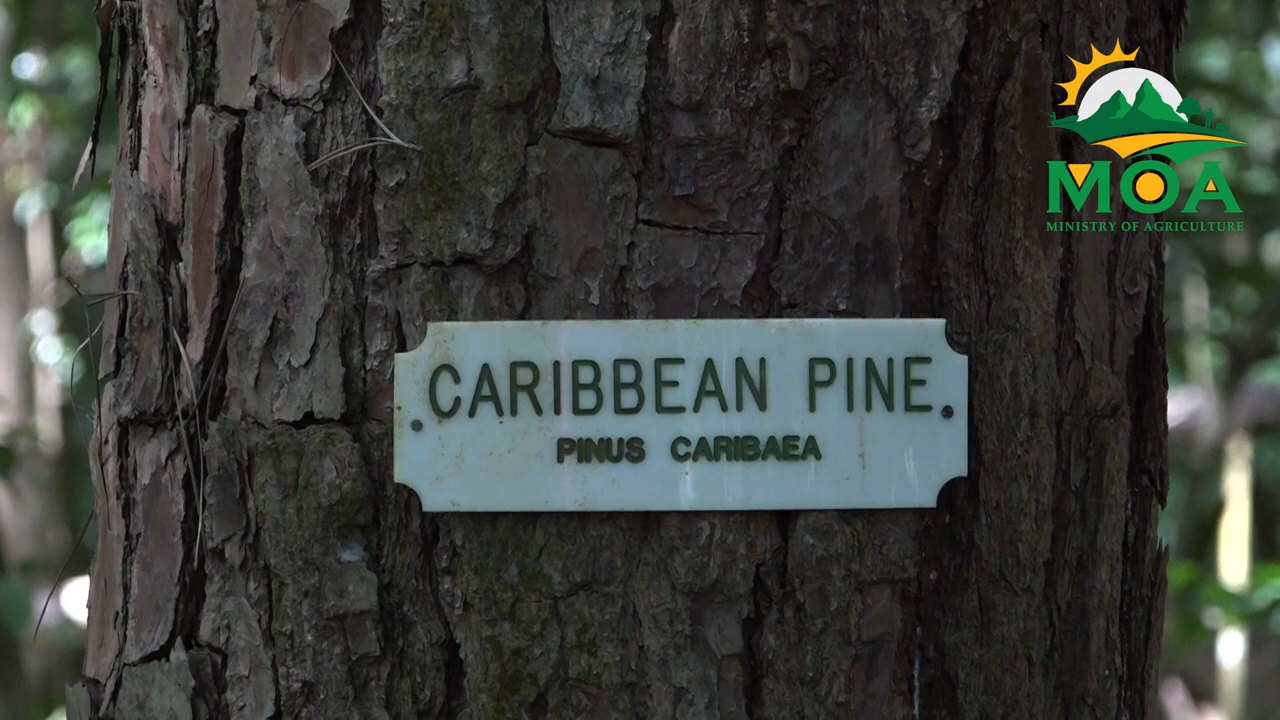 MOA
MINISTRY OF AGRICULTURE
CARIBBEAN PINE
PINUS CARIBAEA